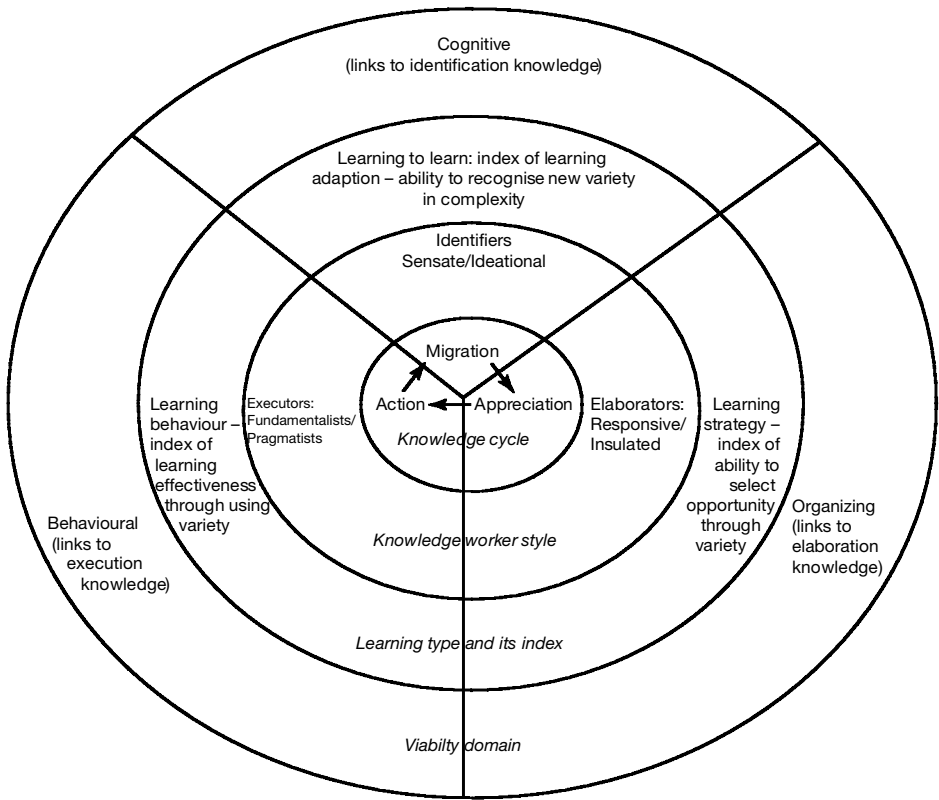 Cognitive
(links to identification knowledge)
Learning to learn: index of learning
adaption – ability to recognise new variety
in complexity
Identifiers
Sensate/Ideational
Migration
Action
Appreciation
Knowledge cycle
Executors:
Fundamentalists/
Pragmatists
Elaborators:
Responsive/
Insulated
Learning
behaviour –
index of
learning
effectiveness
through using
variety
Learning
strategy –
index of
ability to
select
opportunity
through
variety
Behavioural
(links to
execution
knowledge)
Organizing
(links to
elaboration
knowledge)
Knowledge worker style
Learning type and its index
Viabilty domain